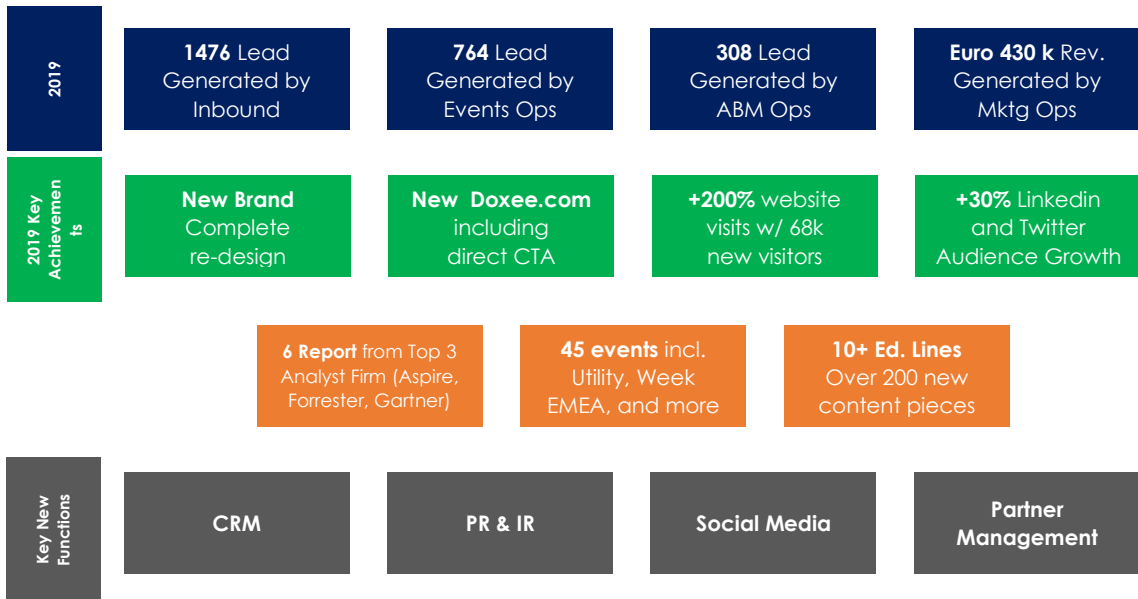 2019
1476 Lead
Generated by
Inbound
764 Lead
Generated by
Events Ops
308 Lead
Generated by
ABM Ops
Euro 430 k Rev.
Generated by
Mktg Ops
2019 Key
Achievemen
ts
New Brand
Complete
re-design
New Doxee.com
including
direct CTA
+200% website
visits w/ 68k
new visitors
+30% Linkedin
and Twitter
Audience Growth
6 Report from Top 3
Analyst Firm (Aspire,
Forrester, Gartner)
45 events incl.
Utility, Week
EMEA, and more
10+ Ed. Lines
Over 200 new
content pieces
Key New
Functions
CRM
PR & IR
Social Media
Partner
Management